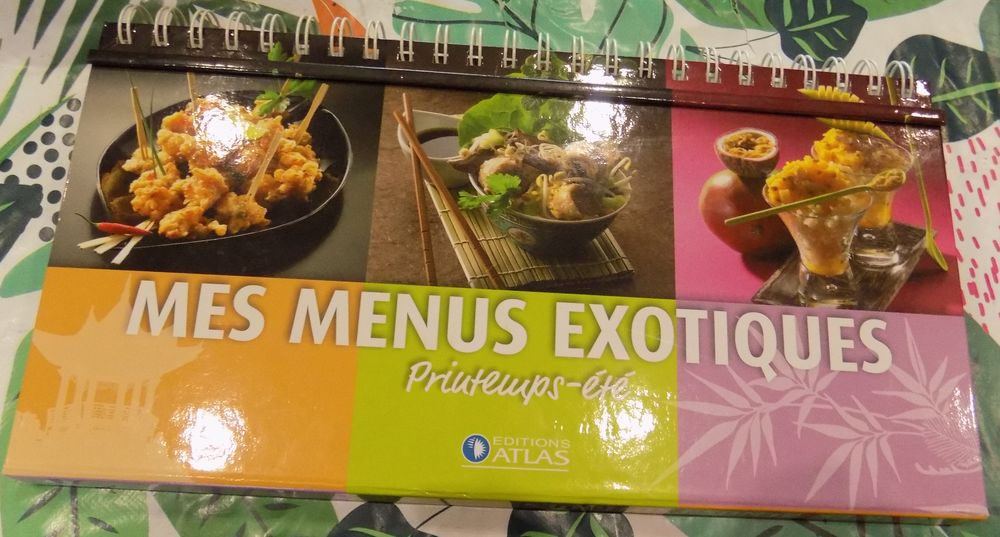 MES MENUS EXOTIQUES
Printemps-été
EDITIONS
ATLAS